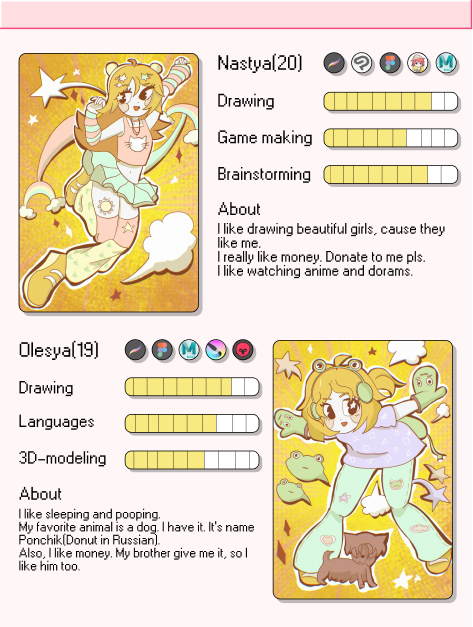 Nastya(20)
Drawing
Game making
Brainstorming
About
I like drawing beautiful girls, cause they
like me.
I really like money. Donate to me pls.
I like watching anime and dorams.
Olesya(19)
Drawing
Languages
3D-modeling
About
I like sleeping and pooping.
My favorite animal is a dog. I have it. It's name
Ponchik(Donut in Russian).
Also, I like money. My brother give me it, so I
like him too.